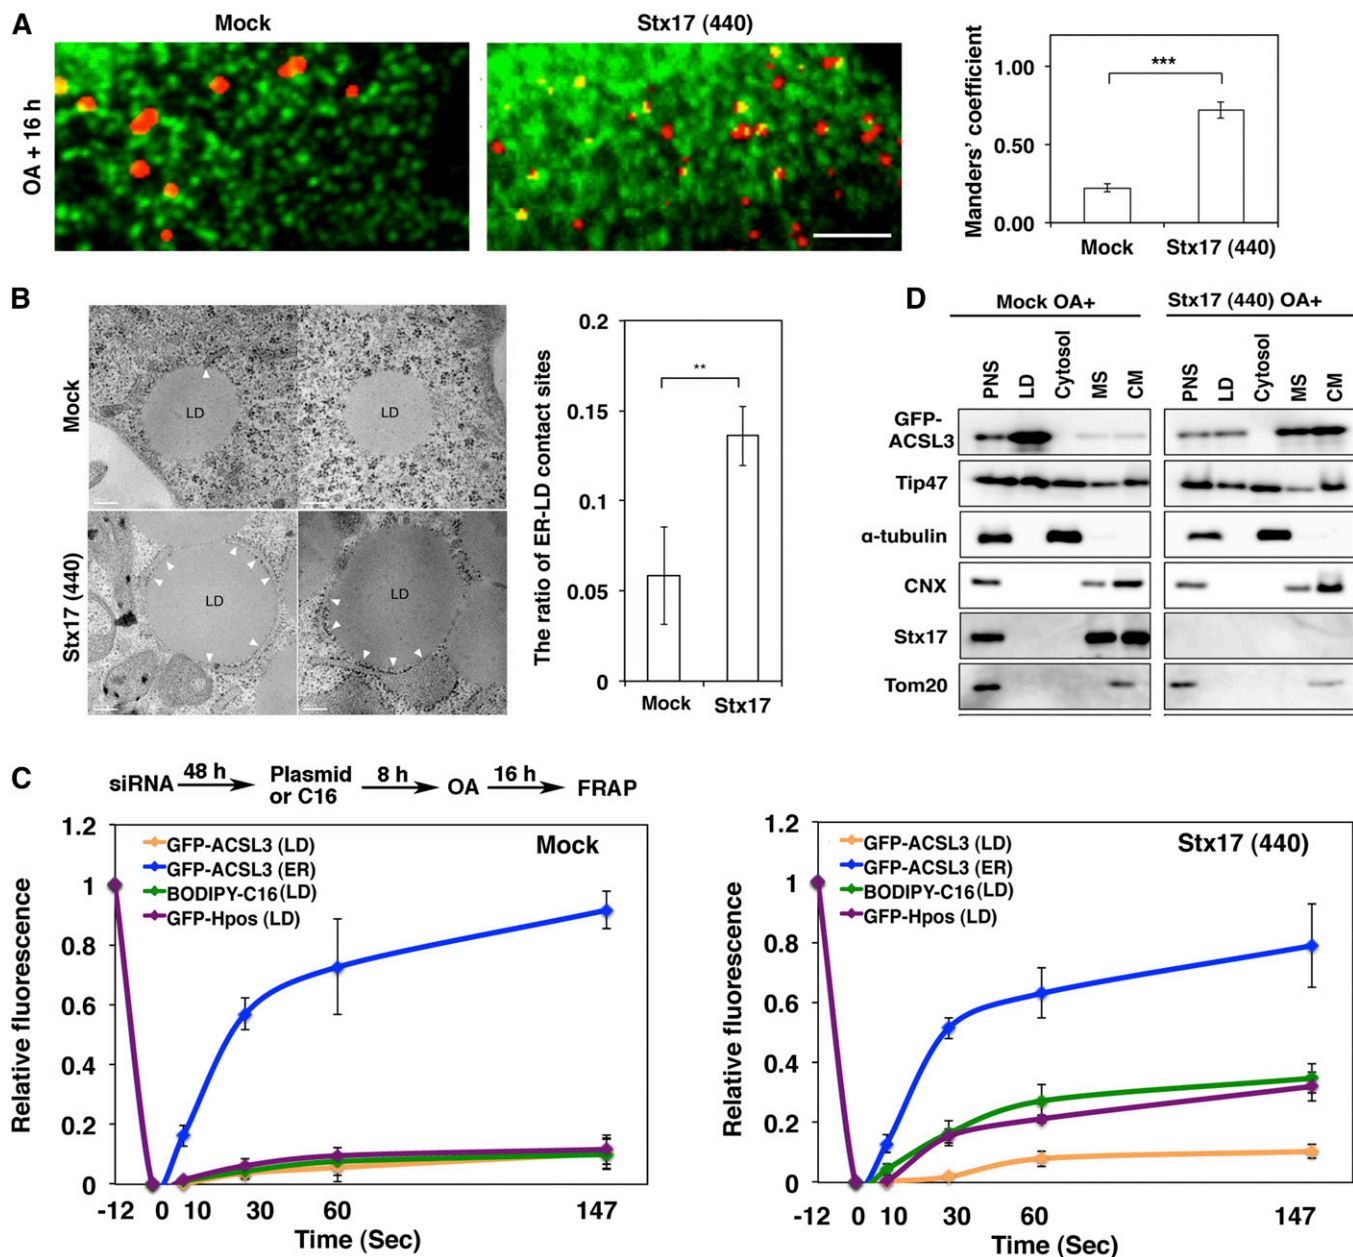 A
Mock
Stx17 (440)
OA + 16 h
Manders' coefficient
1.00
0.50
0.00
***
Mock
Stx17 (440)
B
Mock
LD
LD
Stx17 (440)
LD
LD
The ratio of ER-LD contact sites
0.2
0.15
0.1
0.05
0
**
Mock
Stx17
D
Mock OA+
Stx17 (440) OA+
PNS
LD
Cytosol
MS
CM
PNS
LD
Cytosol
MS
CM
GFP-
ACSL3
Tip47
α-tubulin
CNX
Stx17
Tom20
C
siRNA
48 h
Plasmid
or C16
8 h
OA
16 h
FRAP
Relative fluorescence
1.2
1
0.8
0.6
0.4
0.2
0
GFP-ACSL3 (LD)
GFP-ACSL3 (ER)
BODIPY-C16 (LD)
GFP-Hpos (LD)
Mock
-12 0 10 30 60 147
Time (Sec)
Relative fluorescence
1.2
1
0.8
0.6
0.4
0.2
0
GFP-ACSL3 (LD)
GFP-ACSL3 (ER)
BODIPY-C16 (LD)
GFP-Hpos (LD)
Stx17 (440)
-12 0 10 30 60 147
Time (Sec)